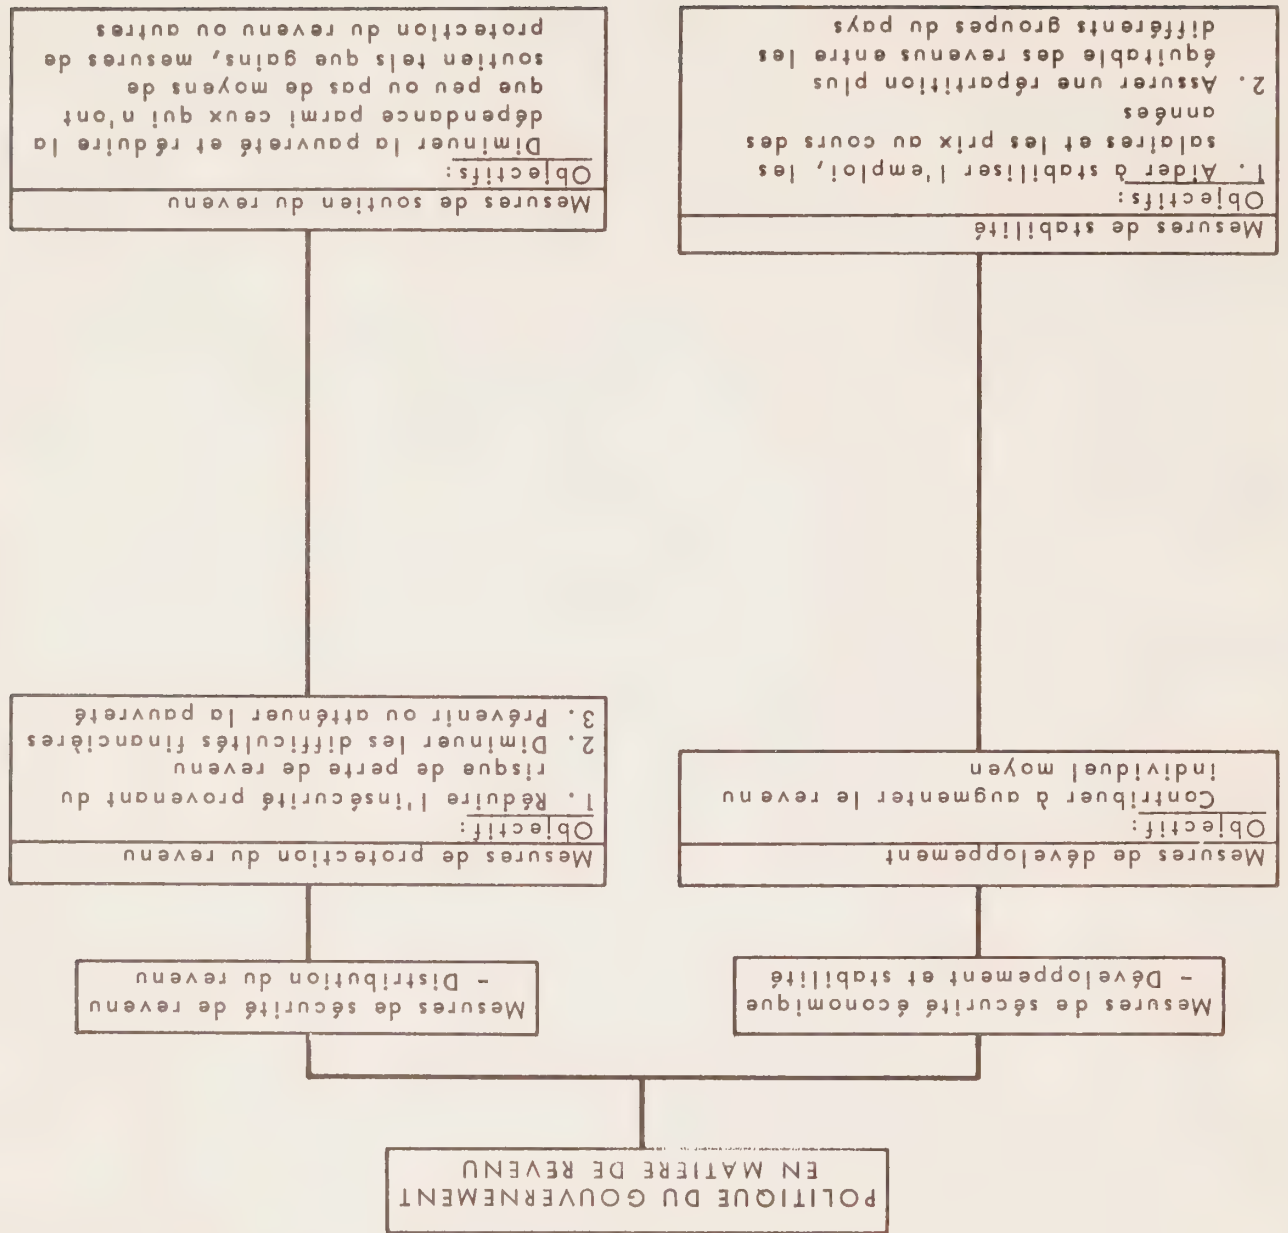 POLITIQUE DU GOUVERNEMENT
EN MATIERE DE REVENU
Mesures de sécurité économique
- Développement et stabilité
Mesures de sécurité de revenu
- Distribution du revenu
Mesures de développement
Objectif:
Contribuer à augmenter le revenu
individuel moyen
Mesures de protection du revenu
Objectif:
1. Réduire l'insécurité provenant du
risque de perte de revenu
2. Diminuer les difficultés financières
3. Prévenir ou atténuer la pauvreté
Mesures de stabilité
Objectifs:
1. Aider à stabiliser l'emploi, les
salaires et les prix au cours des
années
2. Assurer une répartition plus
équitable des revenus entre les
différents groupes du pays
Mesures de soutien du revenu
Objectifs:
Diminuer la pauvreté et réduire la
dépendance parmi ceux qui n'ont
que peu ou pas de moyens de
soutien tels que gains, mesures de
protection du revenu ou autres